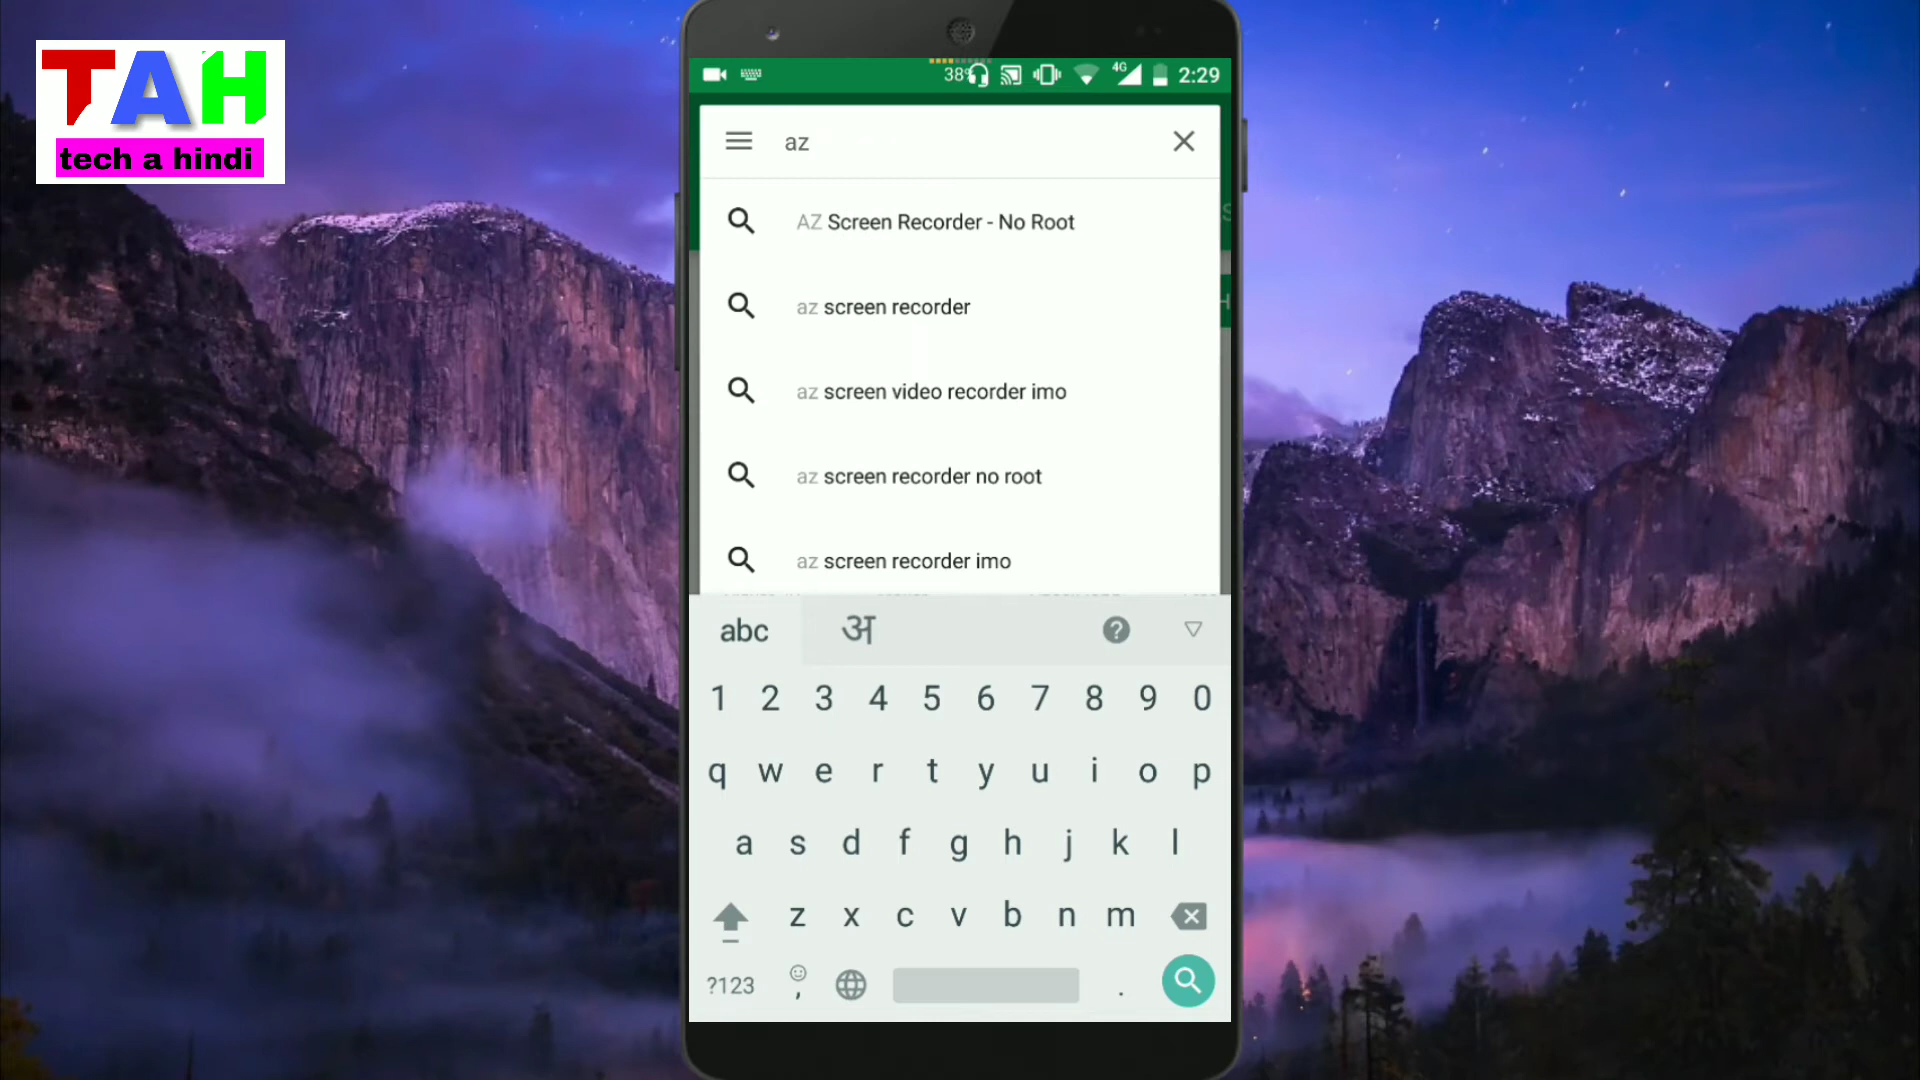 TAH
tech a hindi
38%
4G
2:29
az
AZ Screen Recorder - No Root
az screen recorder
az screen video recorder imo
az screen recorder no root
az screen recorder imo
abc अ
1 2 3 4 5 6 7 8 9 0
q w e r t y u i o p
a s d f g h j k l
z x c v b n m
?123 , .